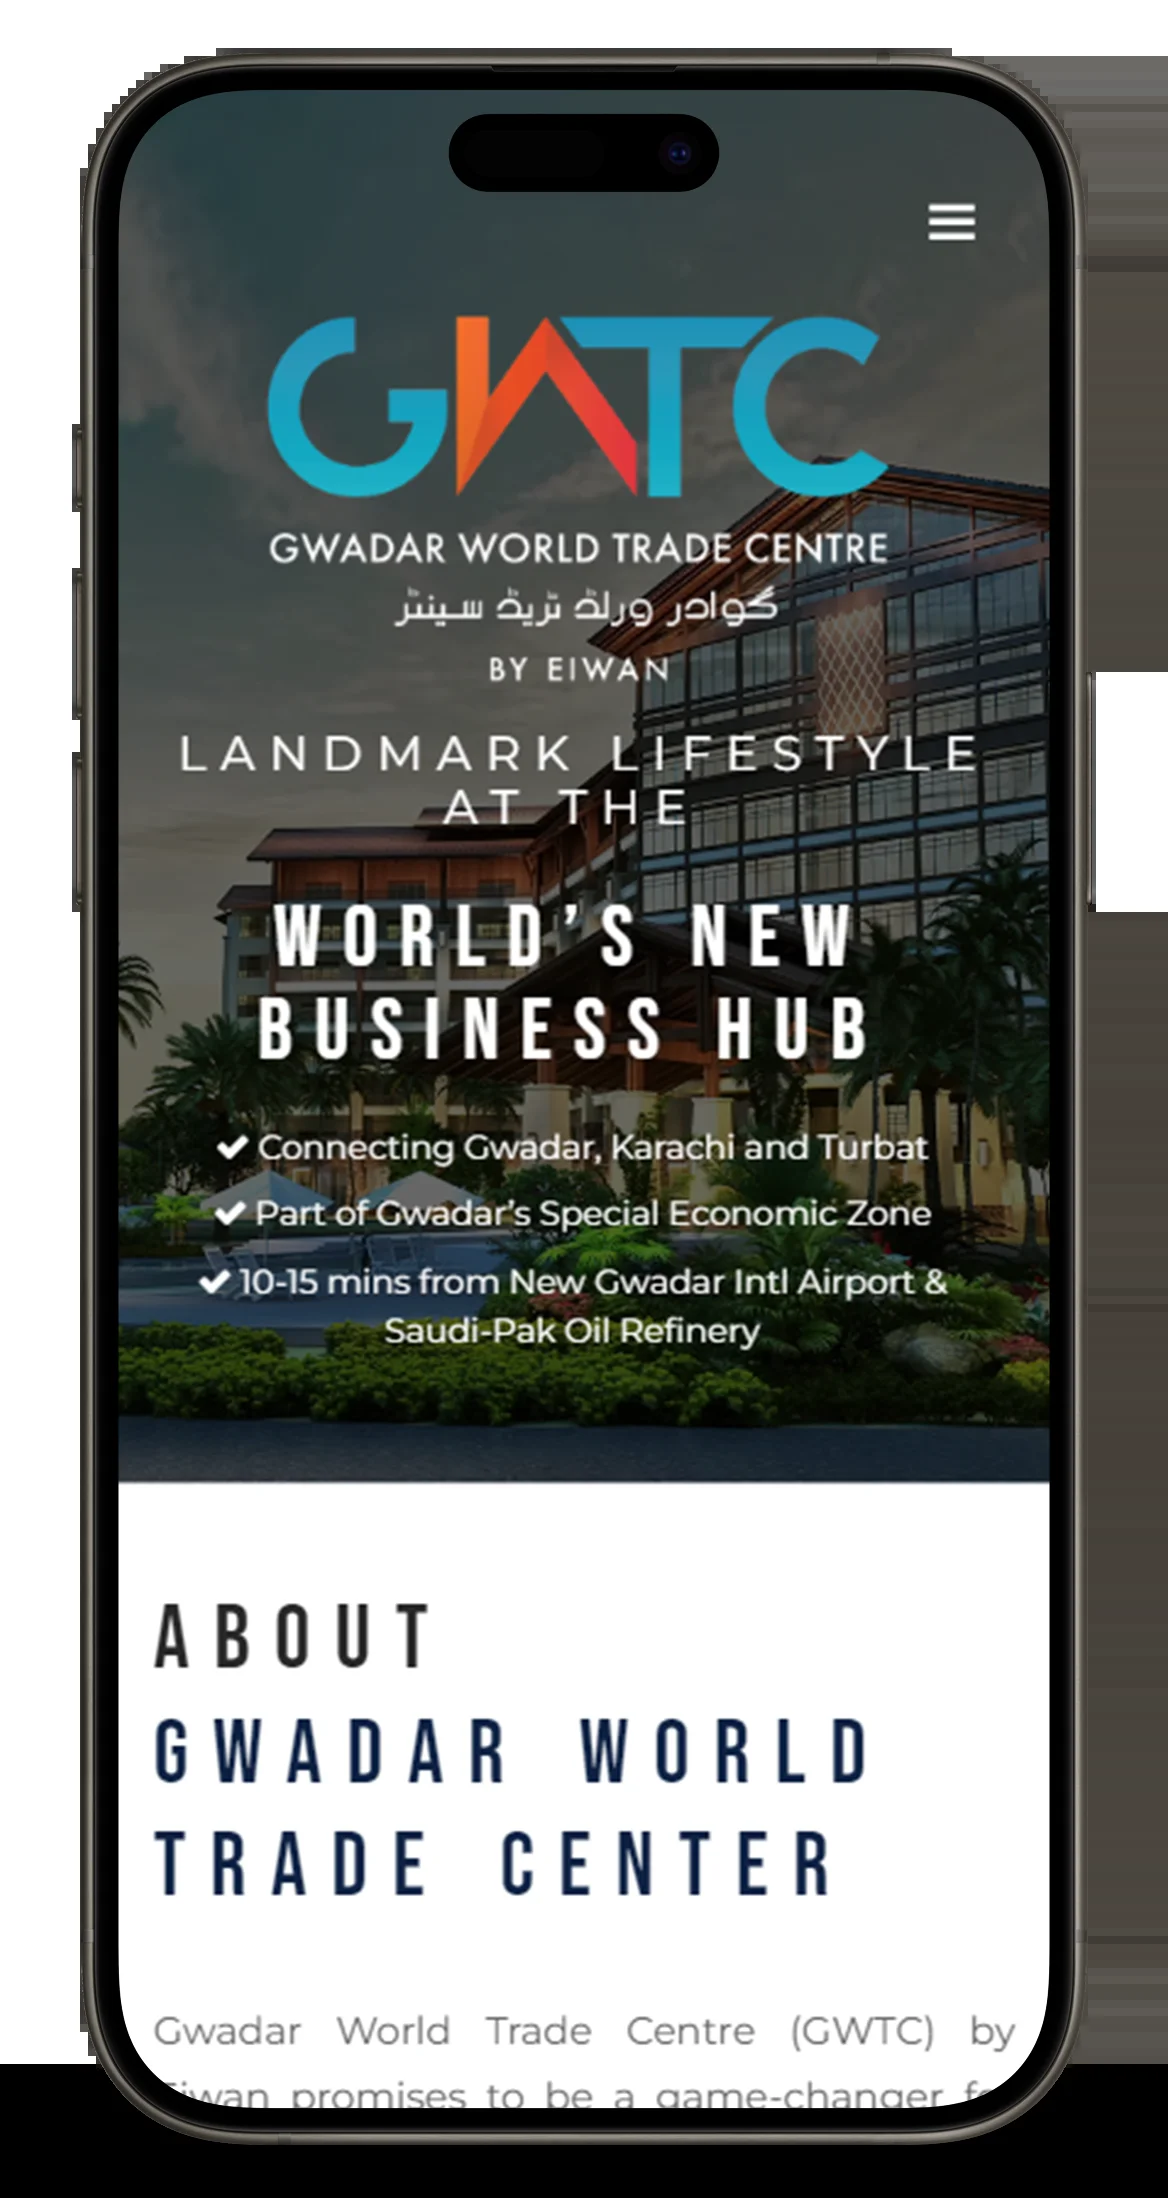 GWTC
GWADAR WORLD TRADE CENTRE
گوادر ورلڈ ٹریڈ سینٹر
BY EIWAN
LANDMARK LIFESTYLE
AT THE
WORLD’S NEW
BUSINESS HUB
✔ Connecting Gwadar, Karachi and Turbat
✔ Part of Gwadar’s Special Economic Zone
✔ 10-15 mins from New Gwadar Intl Airport &
Saudi-Pak Oil Refinery
ABOUT
GWADAR WORLD
TRADE CENTER
Gwadar World Trade Centre (GWTC) by
Eiwan promises to be a game-changer